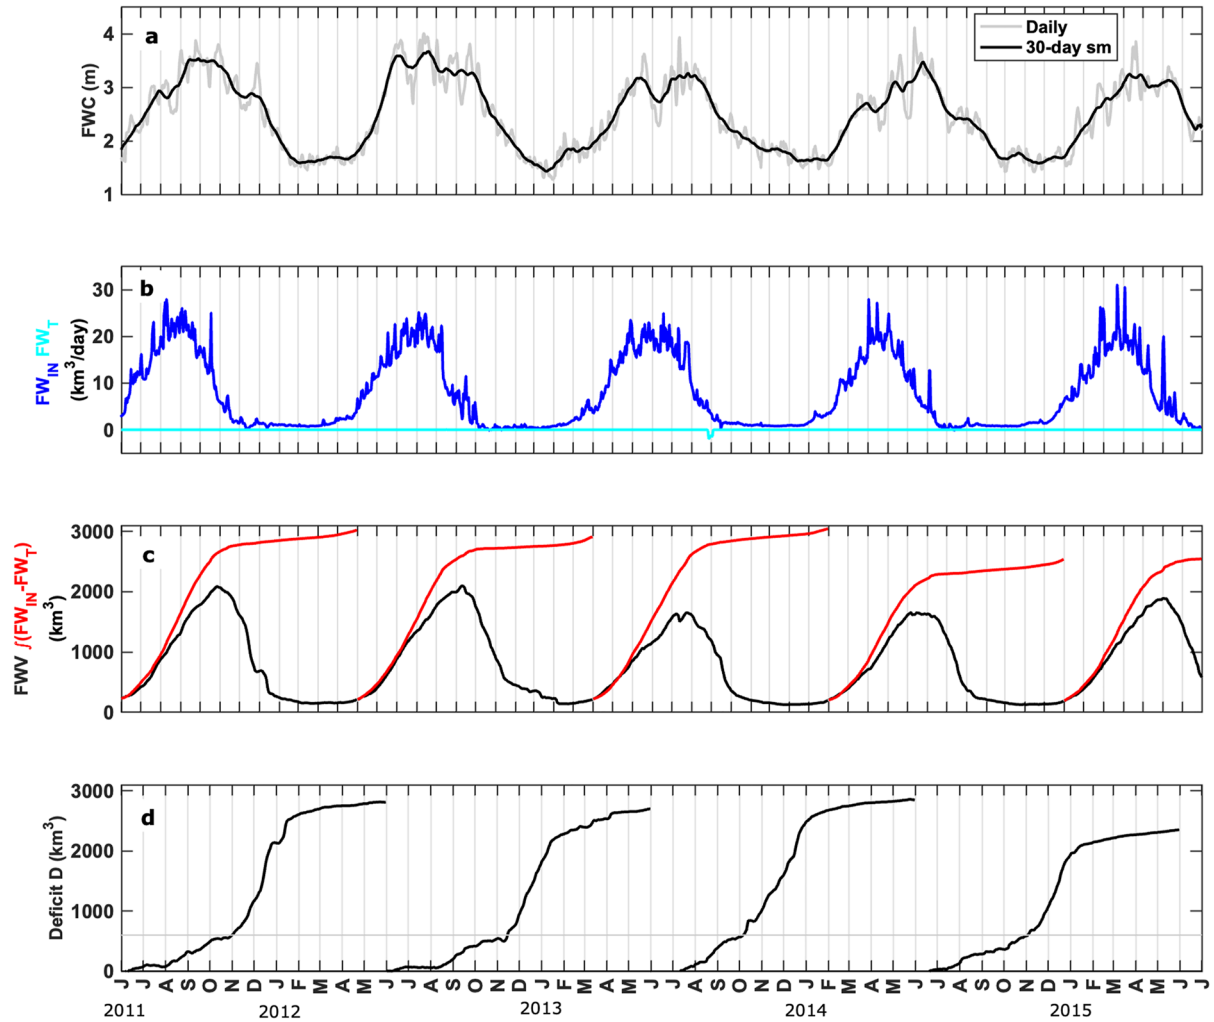 a
Daily
30-day sm
FWC (m)
4
3
2
1
b
FW_IN FW_T
(km³/day)
30
20
10
0
c
FWV ∫(FW_IN-FW_T)
(km³)
3000
2000
1000
0
d
Deficit D (km³)
3000
2000
1000
0
J J A S O N D J F M A M J J A S O N D J F M A M J J A S O N D J F M A M J J A S O N D J F M A M J J
2011 2012 2013 2014 2015